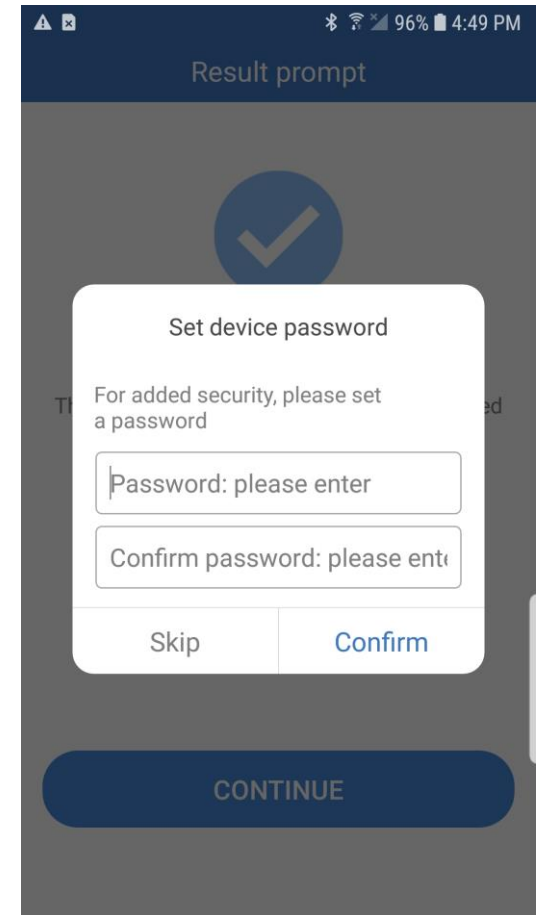 96% 4:49 PM
Result prompt
Set device password
For added security, please set
a password
Password: please enter
Confirm password: please ente
Skip
Confirm
CONTINUE